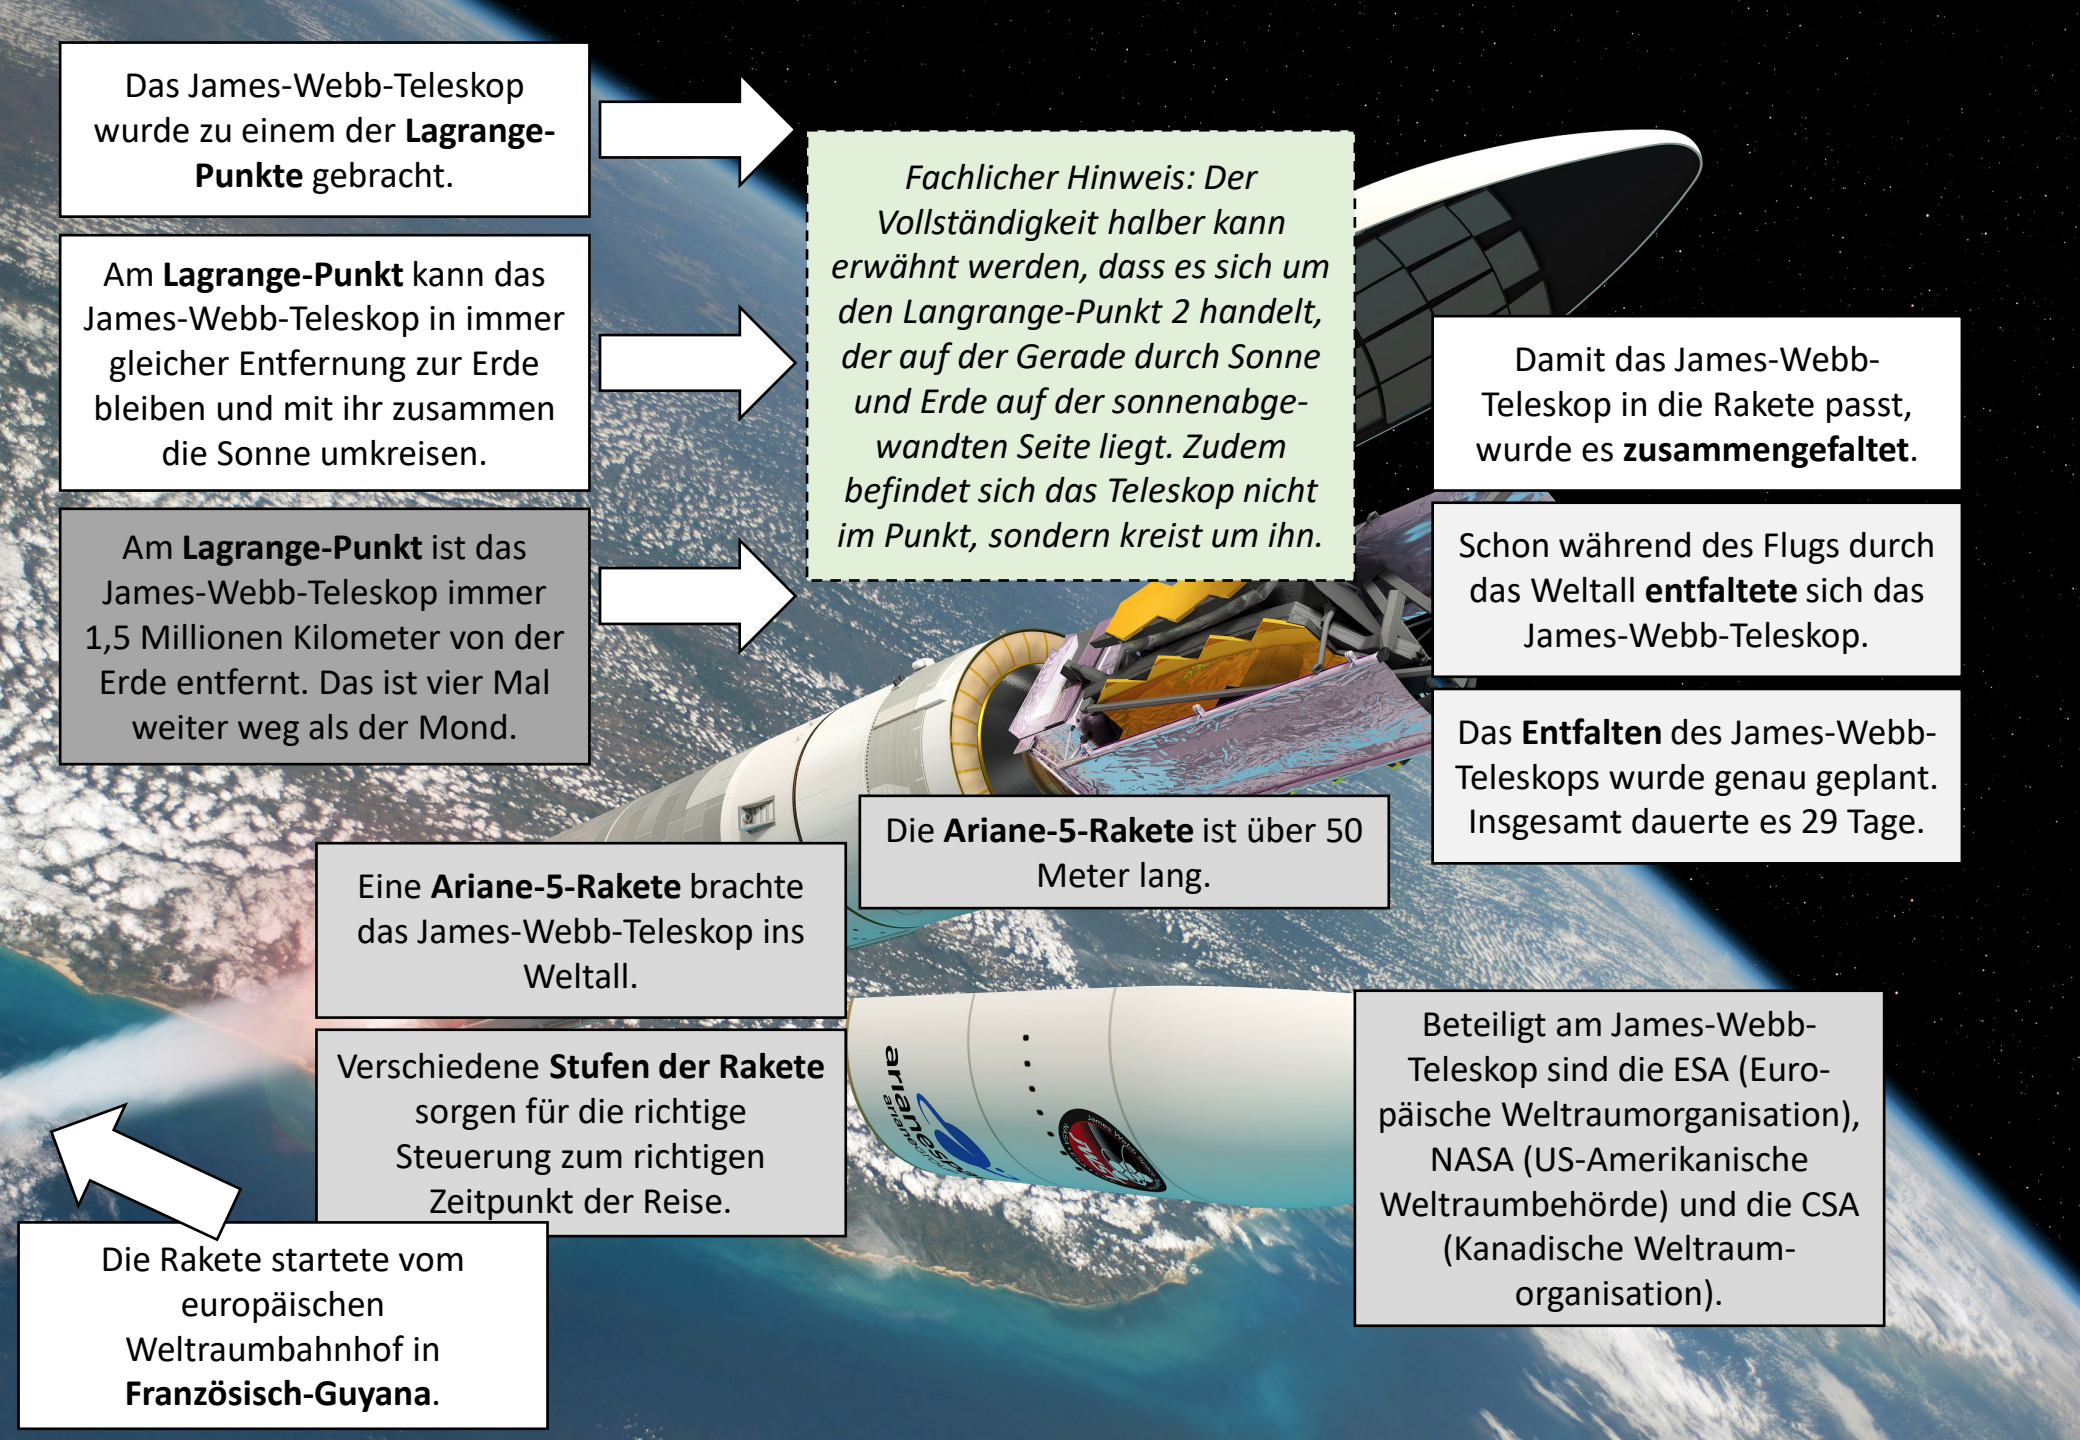 Das James-Webb-Teleskop
wurde zu einem der Lagrange-
Punkte gebracht.
Am Lagrange-Punkt kann das
James-Webb-Teleskop in immer
gleicher Entfernung zur Erde
bleiben und mit ihr zusammen
die Sonne umkreisen.
Am Lagrange-Punkt ist das
James-Webb-Teleskop immer
1,5 Millionen Kilometer von der
Erde entfernt. Das ist vier Mal
weiter weg als der Mond.
Fachlicher Hinweis: Der
Vollständigkeit halber kann
erwähnt werden, dass es sich um
den Langrange-Punkt 2 handelt,
der auf der Gerade durch Sonne
und Erde auf der sonnenabge-
wandten Seite liegt. Zudem
befindet sich das Teleskop nicht
im Punkt, sondern kreist um ihn.
Damit das James-Webb-
Teleskop in die Rakete passt,
wurde es zusammengefaltet.
Schon während des Flugs durch
das Weltall entfaltete sich das
James-Webb-Teleskop.
Das Entfalten des James-Webb-
Teleskops wurde genau geplant.
Insgesamt dauerte es 29 Tage.
Die Ariane-5-Rakete ist über 50
Meter lang.
Eine Ariane-5-Rakete brachte
das James-Webb-Teleskop ins
Weltall.
Verschiedene Stufen der Rakete
sorgen für die richtige
Steuerung zum richtigen
Zeitpunkt der Reise.
Die Rakete startete vom
europäischen
Weltraumbahnhof in
Französisch-Guyana.
Beteiligt am James-Webb-
Teleskop sind die ESA (Euro-
päische Weltraumorganisation),
NASA (US-Amerikanische
Weltraumbehörde) und die CSA
(Kanadische Weltraum-
organisation).